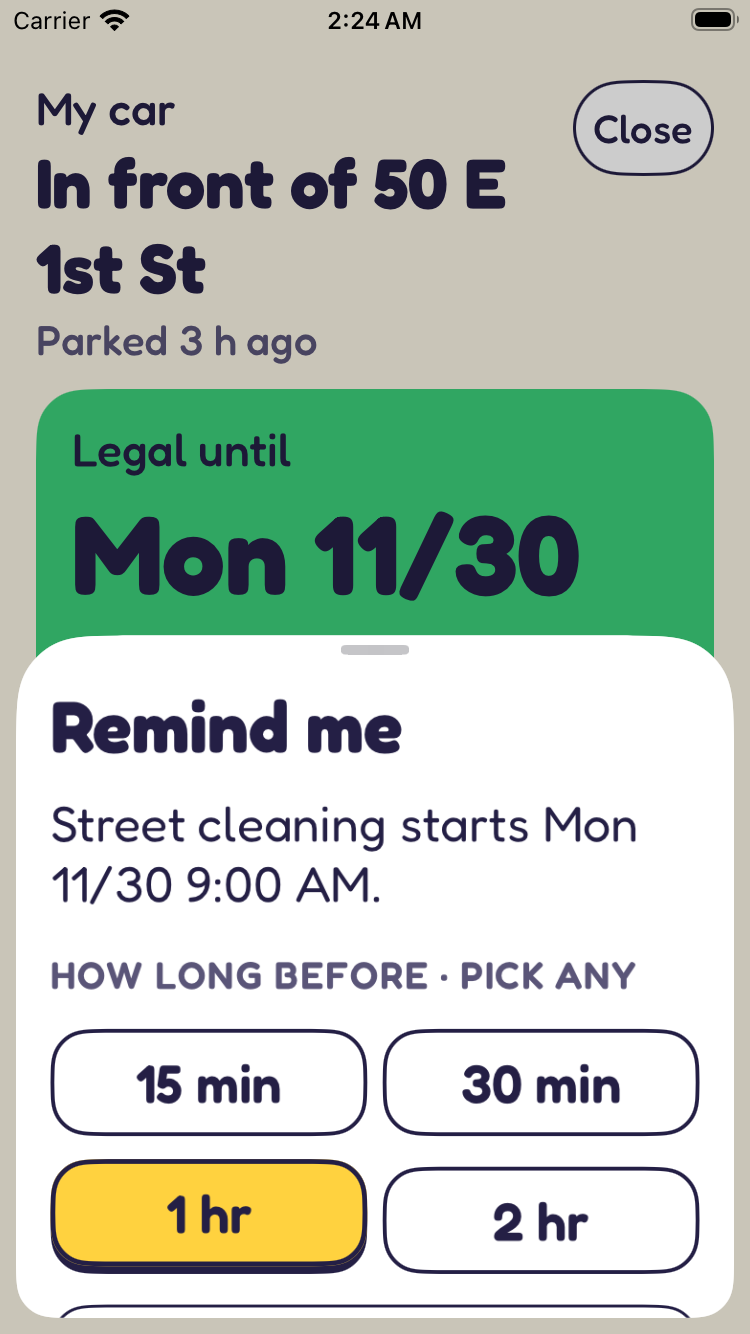 Carrier 2:24 AM
My car
Close
In front of 50 E
1st St
Parked 3 h ago
Legal until
Mon 11/30
Remind me
Street cleaning starts Mon
11/30 9:00 AM.
HOW LONG BEFORE · PICK ANY
15 min
30 min
1 hr
2 hr